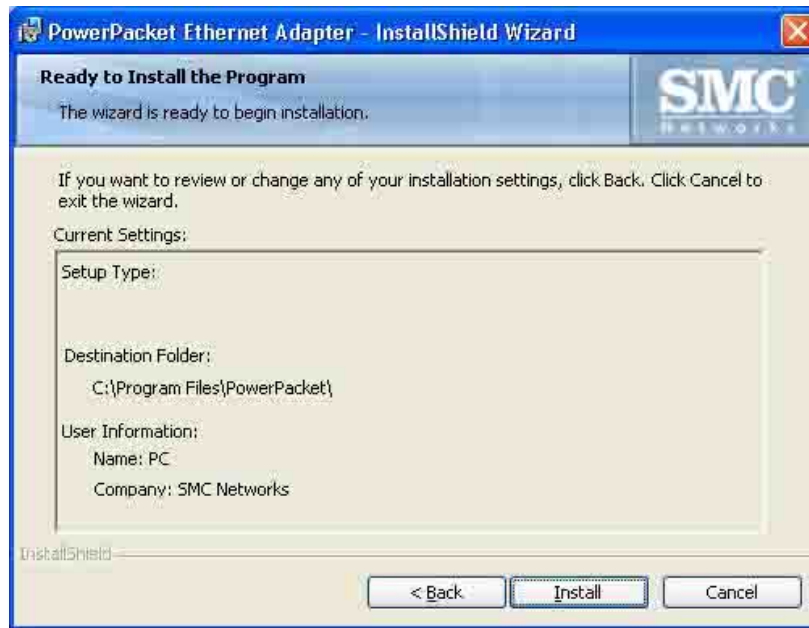 PowerPacket Ethernet Adapter - InstallShield Wizard
Ready to Install the Program
The wizard is ready to begin installation.
SMC
Networks
If you want to review or change any of your installation settings, click Back. Click Cancel to
exit the wizard.
Current Settings:
Setup Type:
Destination Folder:
C:\Program Files\PowerPacket\
User Information:
Name: PC
Company: SMC Networks
InstallShield
< Back
Install
Cancel